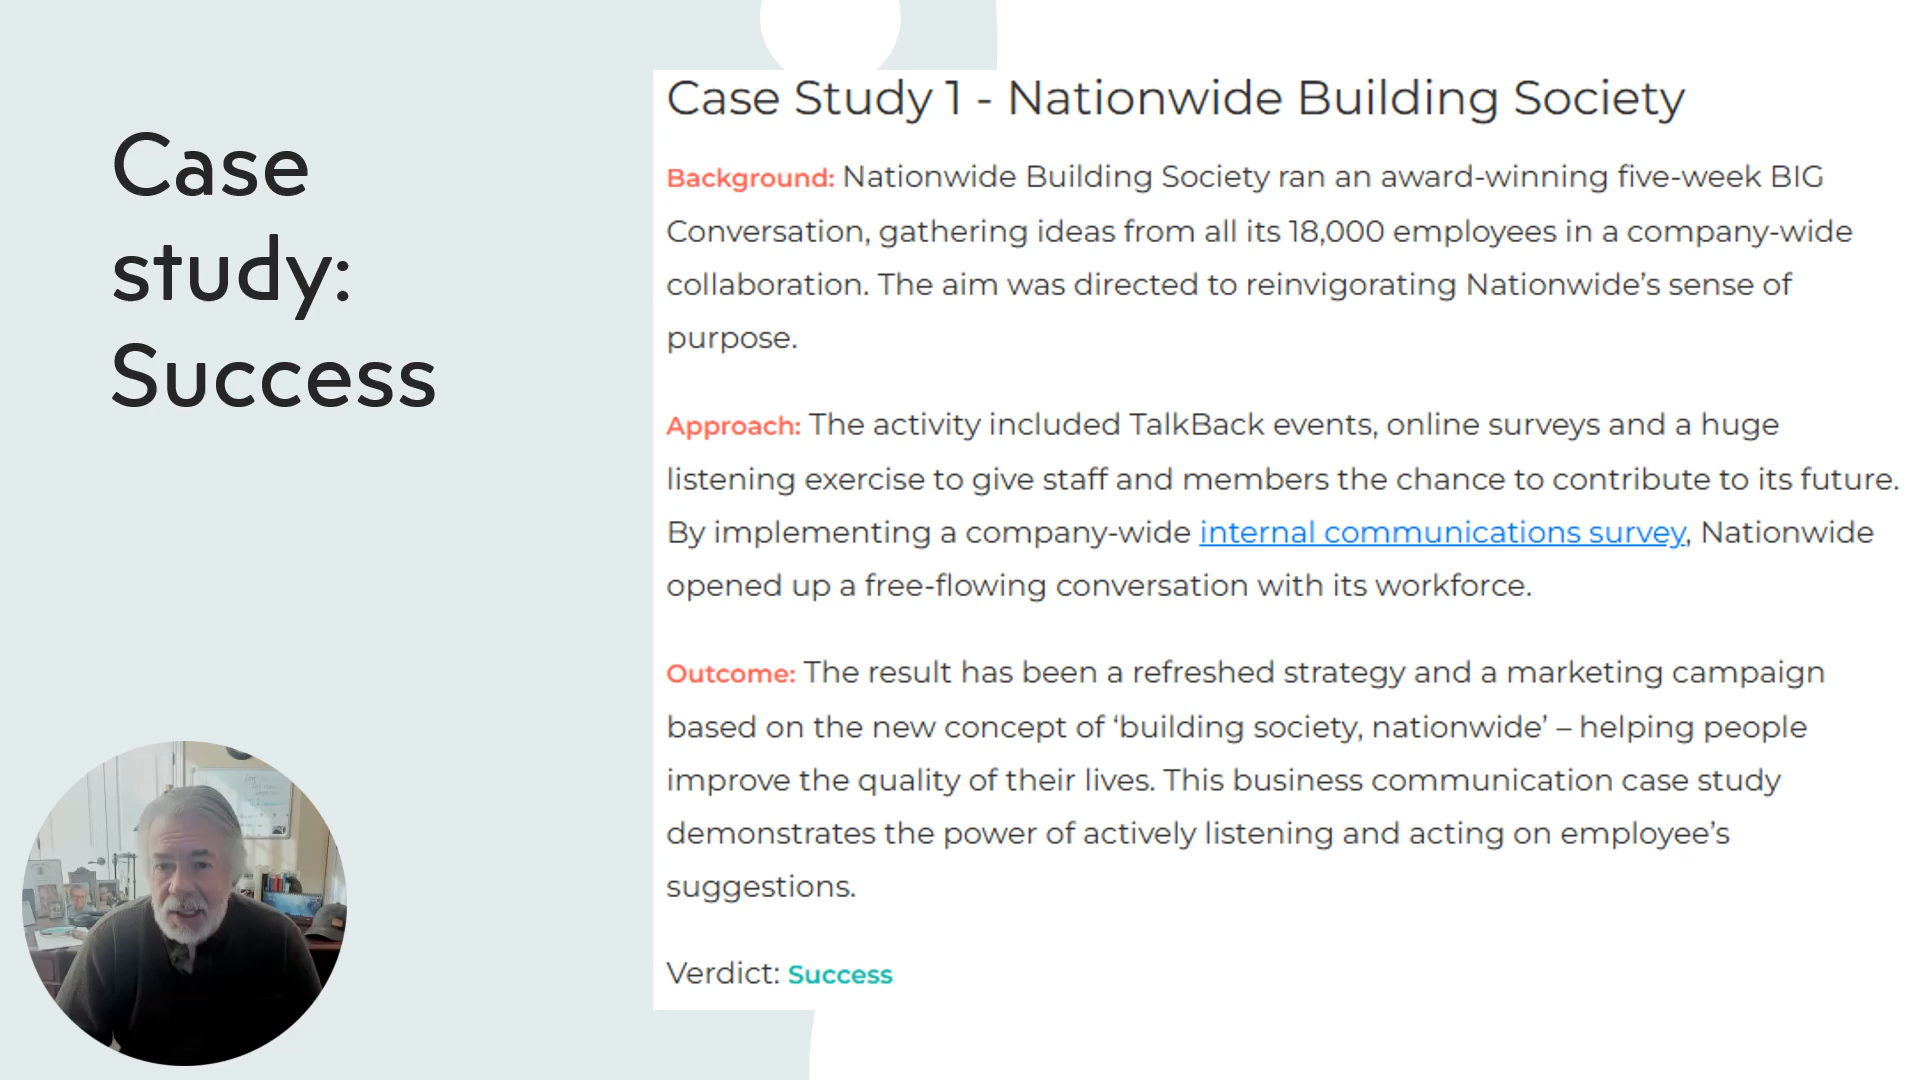 Case
study:
Success
Case Study 1 - Nationwide Building Society
Background: Nationwide Building Society ran an award-winning five-week BIG
Conversation, gathering ideas from all its 18,000 employees in a company-wide
collaboration. The aim was directed to reinvigorating Nationwide’s sense of
purpose.
Approach: The activity included TalkBack events, online surveys and a huge
listening exercise to give staff and members the chance to contribute to its future.
By implementing a company-wide internal communications survey, Nationwide
opened up a free-flowing conversation with its workforce.
Outcome: The result has been a refreshed strategy and a marketing campaign
based on the new concept of ‘building society, nationwide’ – helping people
improve the quality of their lives. This business communication case study
demonstrates the power of actively listening and acting on employee’s
suggestions.
Verdict: Success